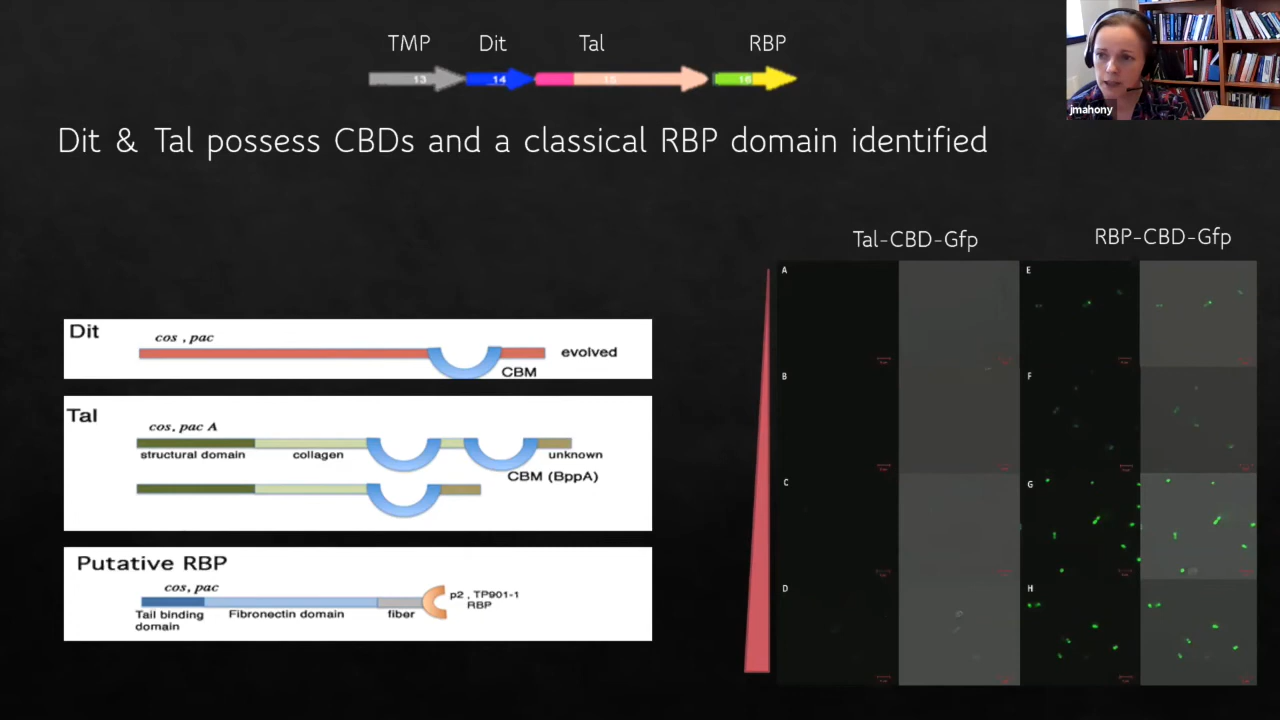 TMP Dit Tal RBP
13 14 15 16
jmahony
Dit & Tal possess CBDs and a classical RBP domain identified
Tal-CBD-Gfp RBP-CBD-Gfp
Dit
cos , pac
evolved
CBM
Tal
cos, pac A
structural domain collagen unknown
CBM (BppA)
Putative RBP
cos, pac
p2 , TP901-1
RBP
Tail binding
domain
Fibronectin domain fiber
A E
B F
C G
D H